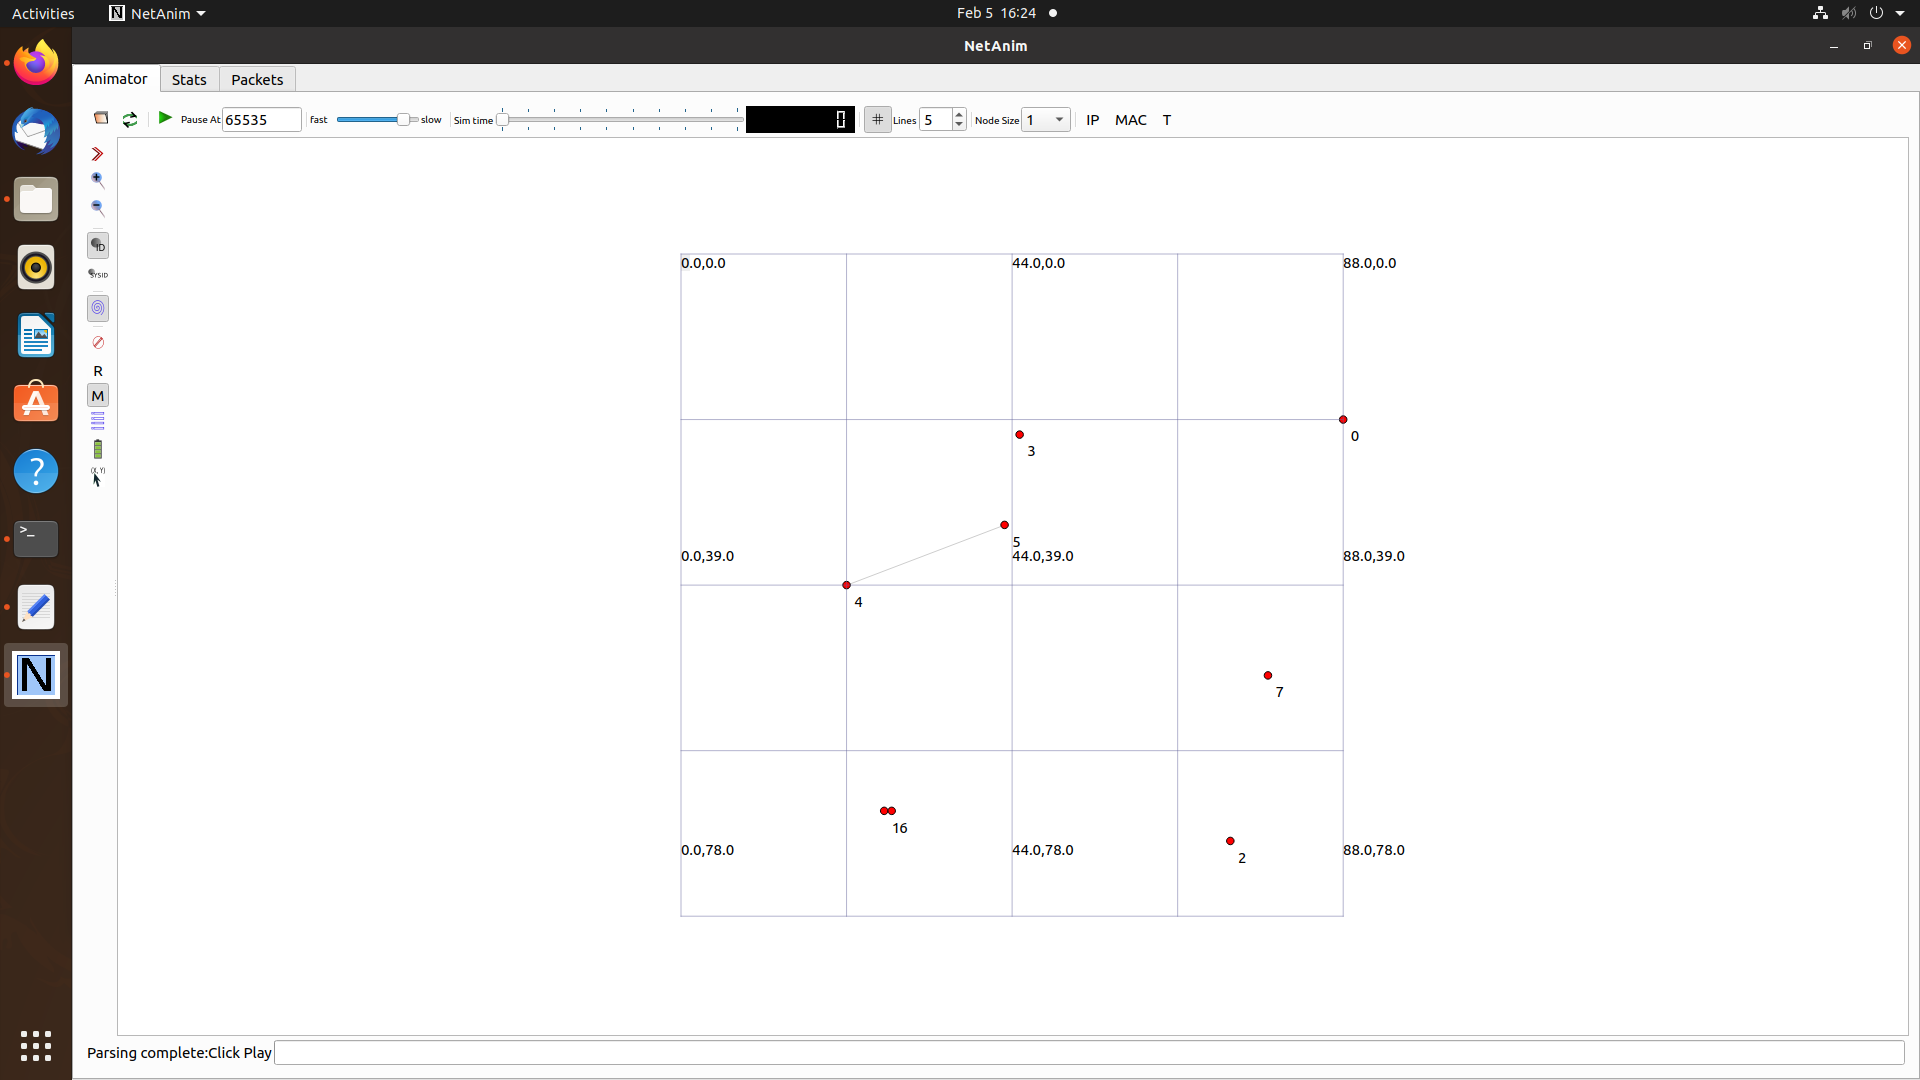 Activities NetAnim Feb 5 16:24
NetAnim
Animator Stats Packets
Pause At 65535 fast slow Sim time 0 # Lines 5 Node Size 1 IP MAC T
ID
SYSID
R
M
(X, Y)
0.0,0.0 44.0,0.0 88.0,0.0
0
3
5
0.0,39.0 44.0,39.0 88.0,39.0
4
7
16
0.0,78.0 44.0,78.0 88.0,78.0
2
Parsing complete:Click Play